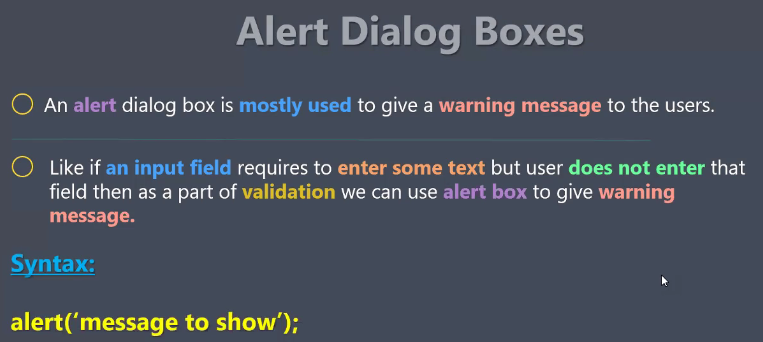 Alert Dialog Boxes
An alert dialog box is mostly used to give a warning message to the users.
Like if an input field requires to enter some text but user does not enter that
field then as a part of validation we can use alert box to give warning
message.
Syntax:
alert(‘message to show’);